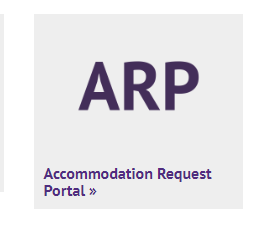 ARP
Accommodation Request
Portal »